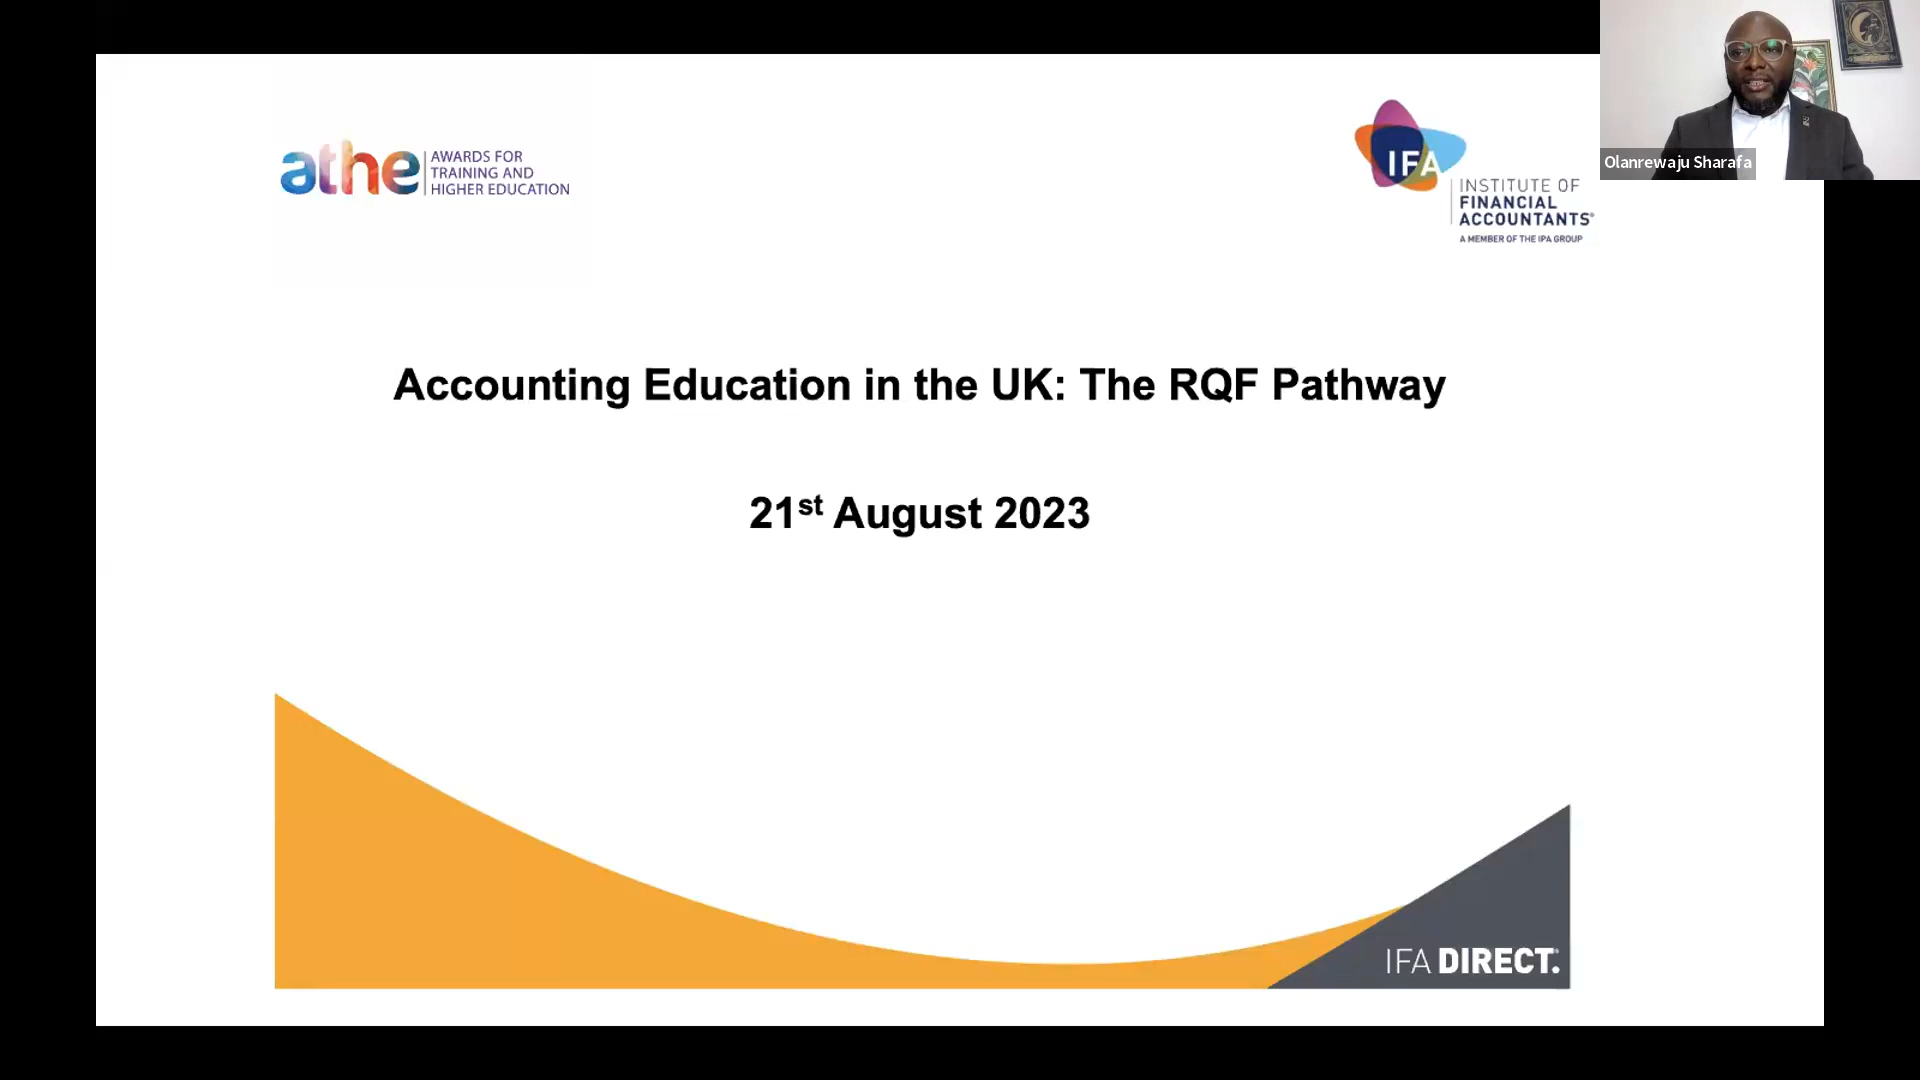 athe
AWARDS FOR
TRAINING AND
HIGHER EDUCATION
IFA
INSTITUTE OF
FINANCIAL
ACCOUNTANTS®
A MEMBER OF THE IPA GROUP
Olanrewaju Sharafa
Accounting Education in the UK: The RQF Pathway
21st August 2023
IFA DIRECT.